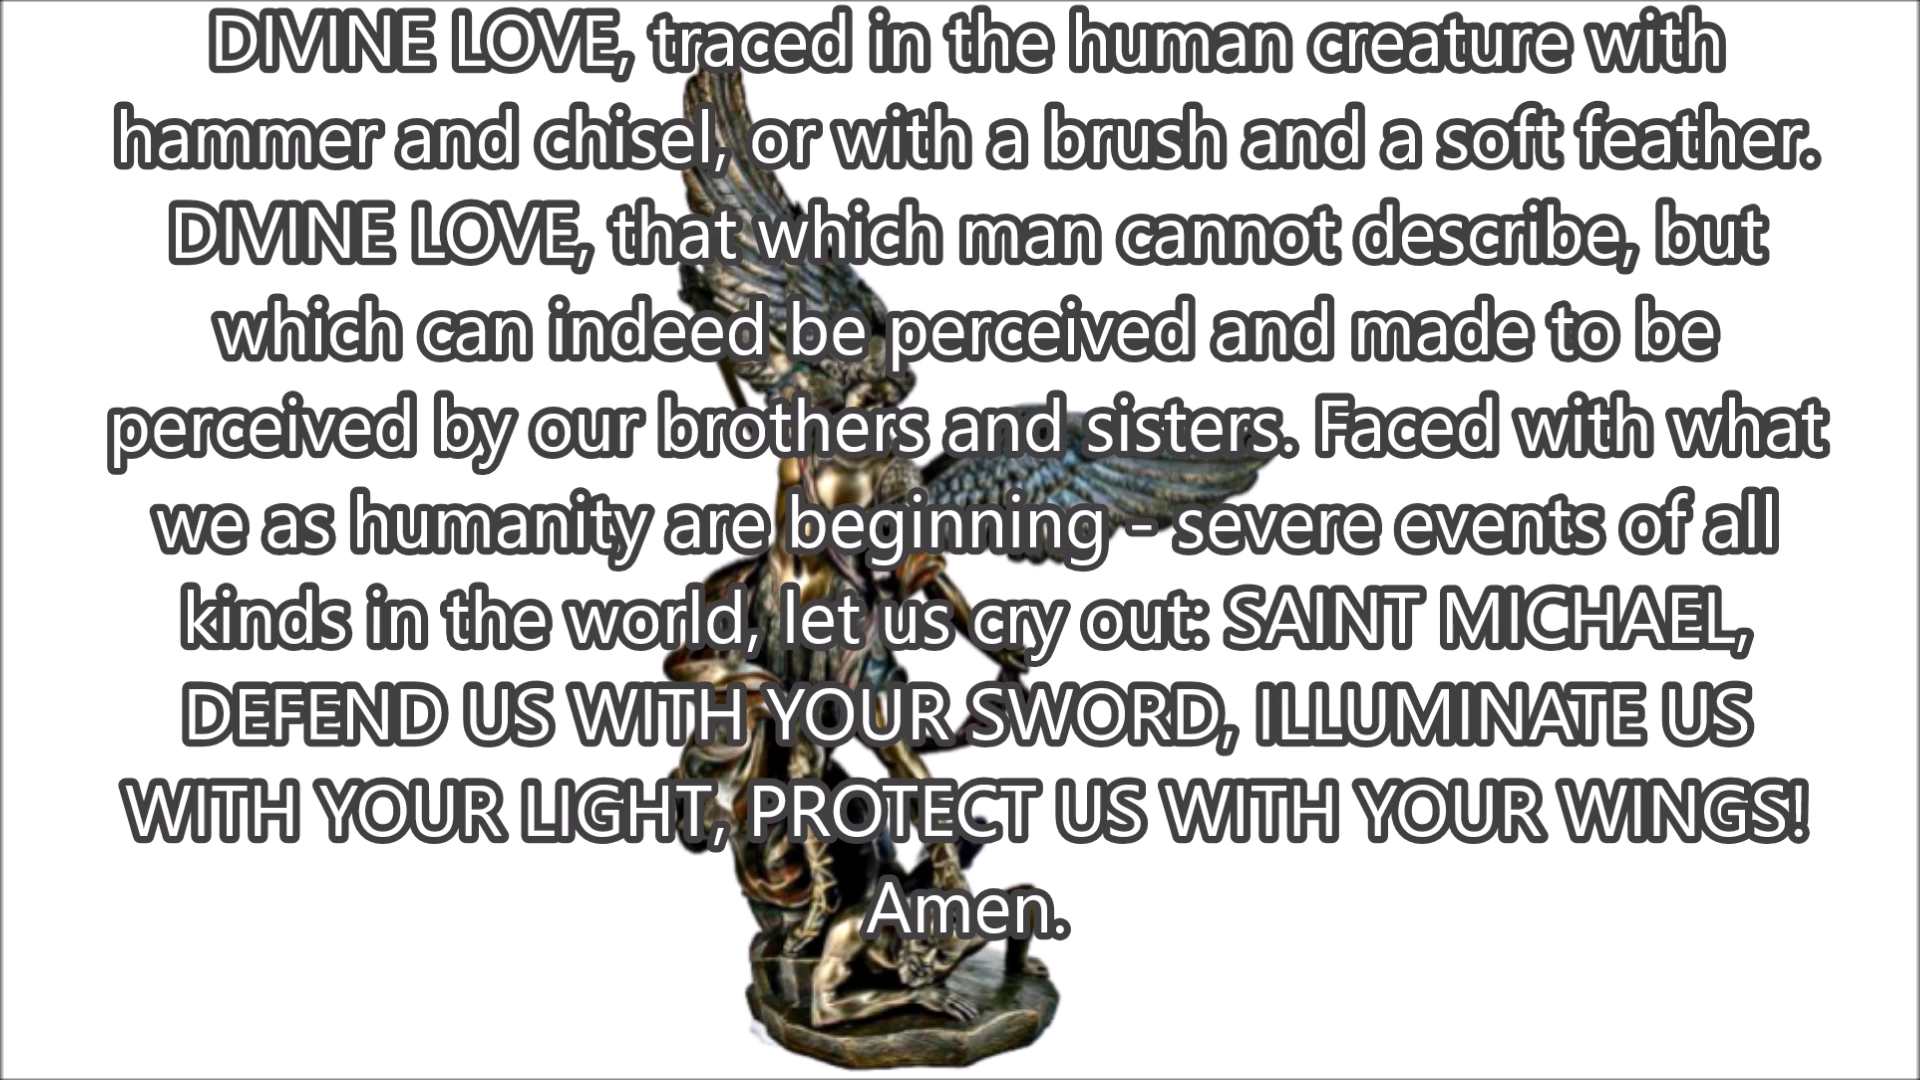 DIVINE LOVE, traced in the human creature with
hammer and chisel, or with a brush and a soft feather.
DIVINE LOVE, that which man cannot describe, but
which can indeed be perceived and made to be
perceived by our brothers and sisters. Faced with what
we as humanity are beginning - severe events of all
kinds in the world, let us cry out: SAINT MICHAEL,
DEFEND US WITH YOUR SWORD, ILLUMINATE US
WITH YOUR LIGHT, PROTECT US WITH YOUR WINGS!
Amen.